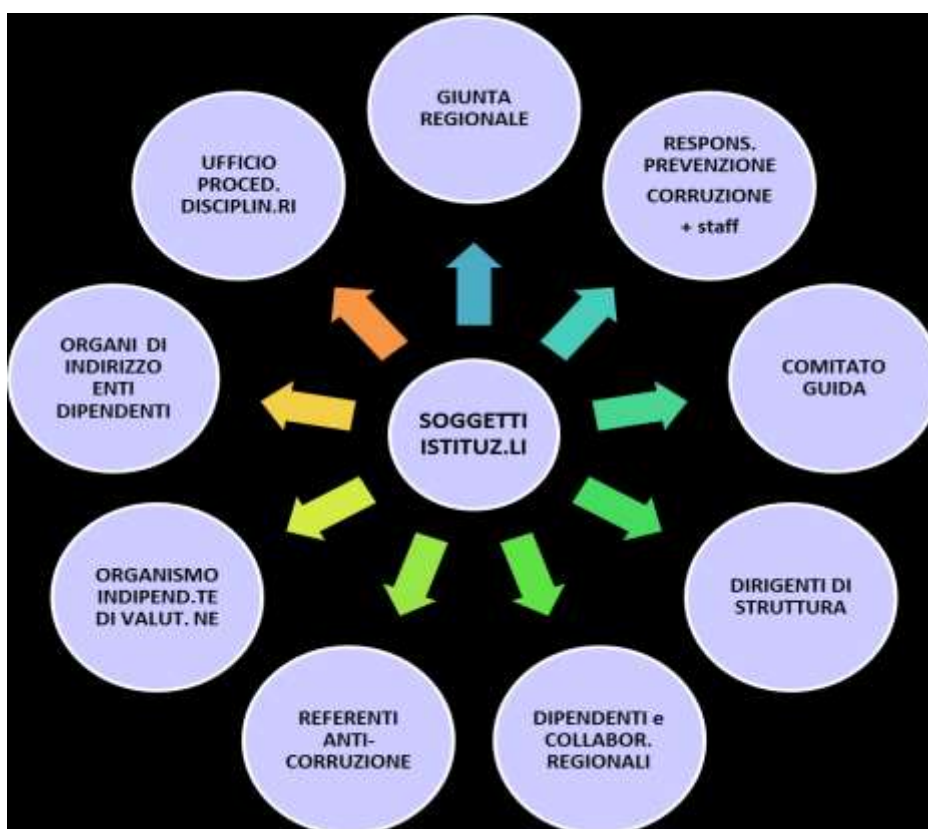 GIUNTA
REGIONALE
RESPONS.
PREVENZIONE
CORRUZIONE
+ staff
COMITATO
GUIDA
DIRIGENTI DI
STRUTTURA
DIPENDENTI e
COLLABOR.
REGIONALI
REFERENTI
ANTI-
CORRUZIONE
ORGANISMO
INDIPEND.TE
DI VALUT. NE
ORGANI DI
INDIRIZZO
ENTI
DIPENDENTI
UFFICIO
PROCED.
DISCIPLIN.RI
SOGGETTI
ISTITUZ.LI